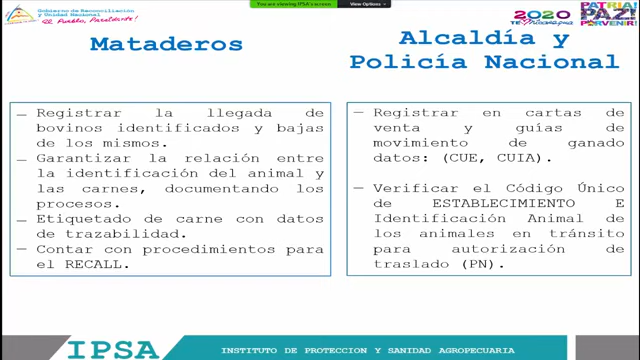 You are viewing IPSA's screen
View Options
Gobierno de Reconciliación
y Unidad Nacional
El Pueblo, Presidente!
2020
PATRIA!
PAZ!
PORVENIR!
Mataderos
— Registrar la llegada de
bovinos identificados y bajas
de los mismos.
— Garantizar la relación entre
la identificación del animal y
las carnes, documentando los
procesos.
— Etiquetado de carne con datos
de trazabilidad.
— Contar con procedimientos para
el RECALL.
Alcaldía y
Policía Nacional
— Registrar en cartas de
venta y guías de
movimiento de ganado
datos: (CUE, CUIA).
— Verificar el Código Único
de ESTABLECIMIENTO E
Identificación Animal de
los animales en tránsito
para autorización de
traslado (PN).
IPSA
INSTITUTO DE PROTECCION Y SANIDAD AGROPECUARIA